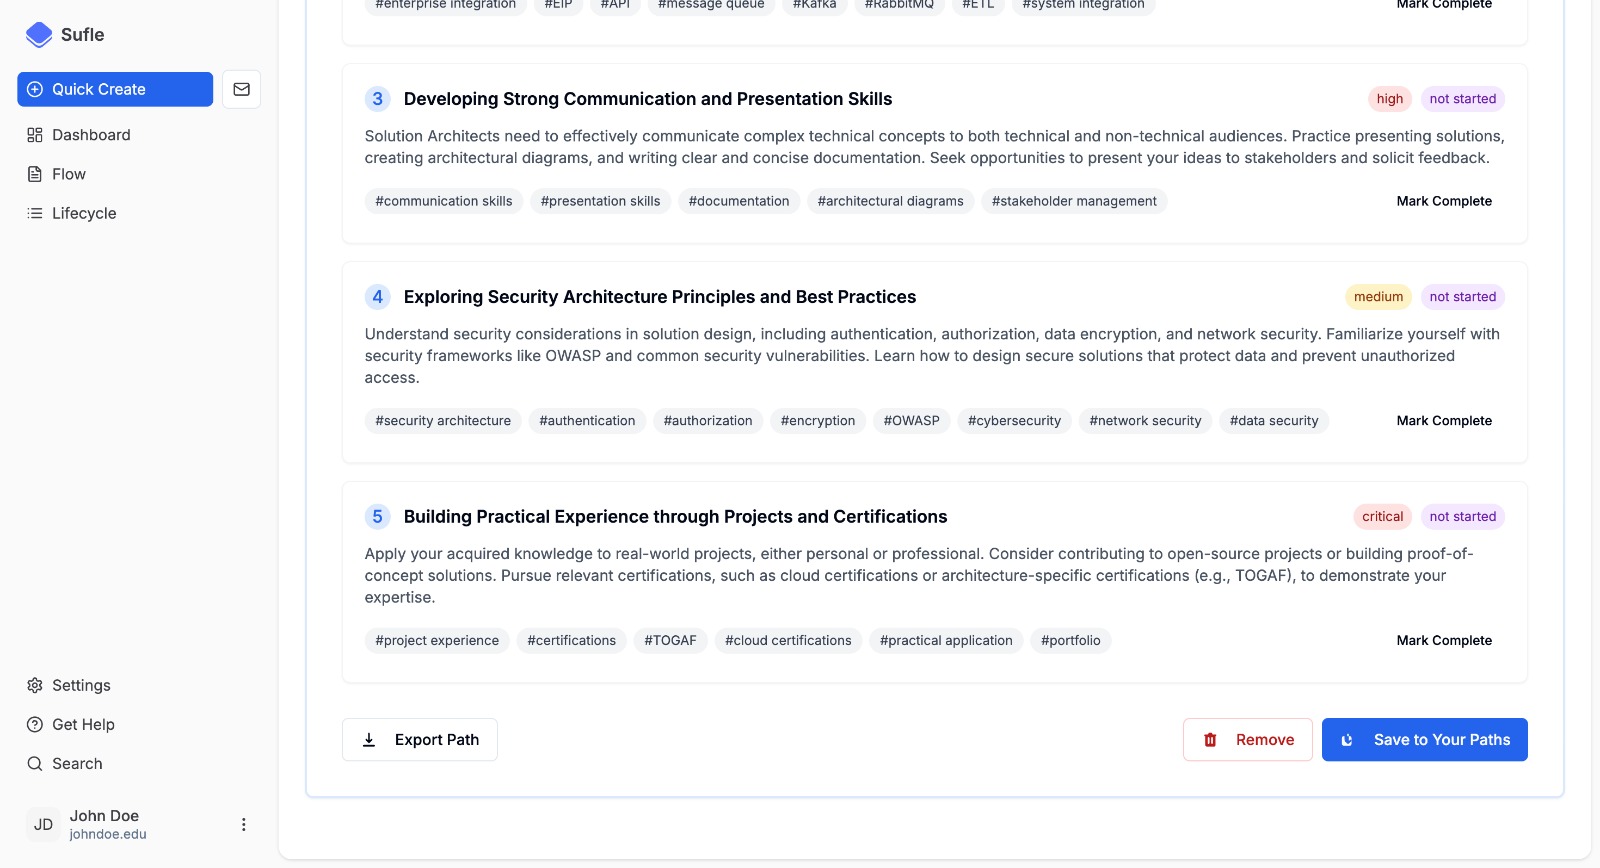 Sufle
Quick Create
Dashboard
Flow
Lifecycle
Settings
Get Help
Search
JD
John Doe
johndoe.edu
#enterprise integration #EIP #API #message queue #Kafka #RabbitMQ #ETL #system integration Mark Complete
3 Developing Strong Communication and Presentation Skills high not started
Solution Architects need to effectively communicate complex technical concepts to both technical and non-technical audiences. Practice presenting solutions,
creating architectural diagrams, and writing clear and concise documentation. Seek opportunities to present your ideas to stakeholders and solicit feedback.
#communication skills #presentation skills #documentation #architectural diagrams #stakeholder management Mark Complete
4 Exploring Security Architecture Principles and Best Practices medium not started
Understand security considerations in solution design, including authentication, authorization, data encryption, and network security. Familiarize yourself with
security frameworks like OWASP and common security vulnerabilities. Learn how to design secure solutions that protect data and prevent unauthorized
access.
#security architecture #authentication #authorization #encryption #OWASP #cybersecurity #network security #data security Mark Complete
5 Building Practical Experience through Projects and Certifications critical not started
Apply your acquired knowledge to real-world projects, either personal or professional. Consider contributing to open-source projects or building proof-of-
concept solutions. Pursue relevant certifications, such as cloud certifications or architecture-specific certifications (e.g., TOGAF), to demonstrate your
expertise.
#project experience #certifications #TOGAF #cloud certifications #practical application #portfolio Mark Complete
Export Path Remove Save to Your Paths